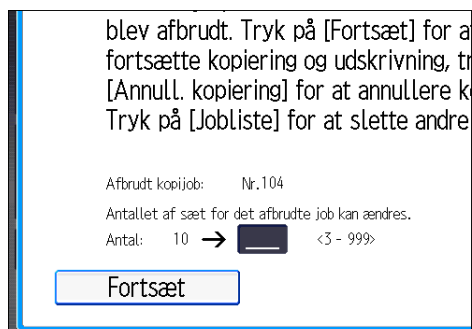 blev afbrudt. Tryk på [Fortsæt] for a
fortsætte kopiering og udskrivning, t
[Annull. kopiering] for at annullere k
Tryk på [Jobliste] for at slette andre
Afbrudt kopijob: Nr.104
Antallet af sæt for det afbrudte job kan ændres.
Antal: 10 → ___ <3 - 999>
Fortsæt